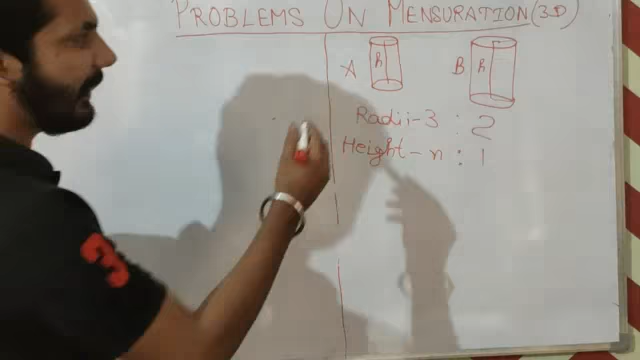 PROBLEMS ON MENSURATION (3D)
A h B h
Radii - 3 : 2
Height - n : 1
3